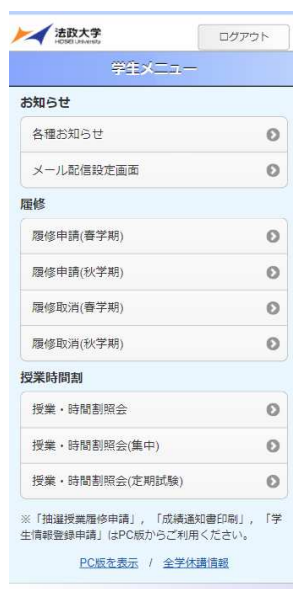 法政大学
HOSEI University
ログアウト
学生メニュー
お知らせ
各種お知らせ
メール配信設定画面
履修
履修申請(春学期)
履修申請(秋学期)
履修取消(春学期)
履修取消(秋学期)
授業時間割
授業・時間割照会
授業・時間割照会(集中)
授業・時間割照会(定期試験)
※「抽選授業履修申請」，「成績通知書印刷」，「学
生情報登録申請」はPC版からご利用ください。
PC版を表示 / 全学休講情報